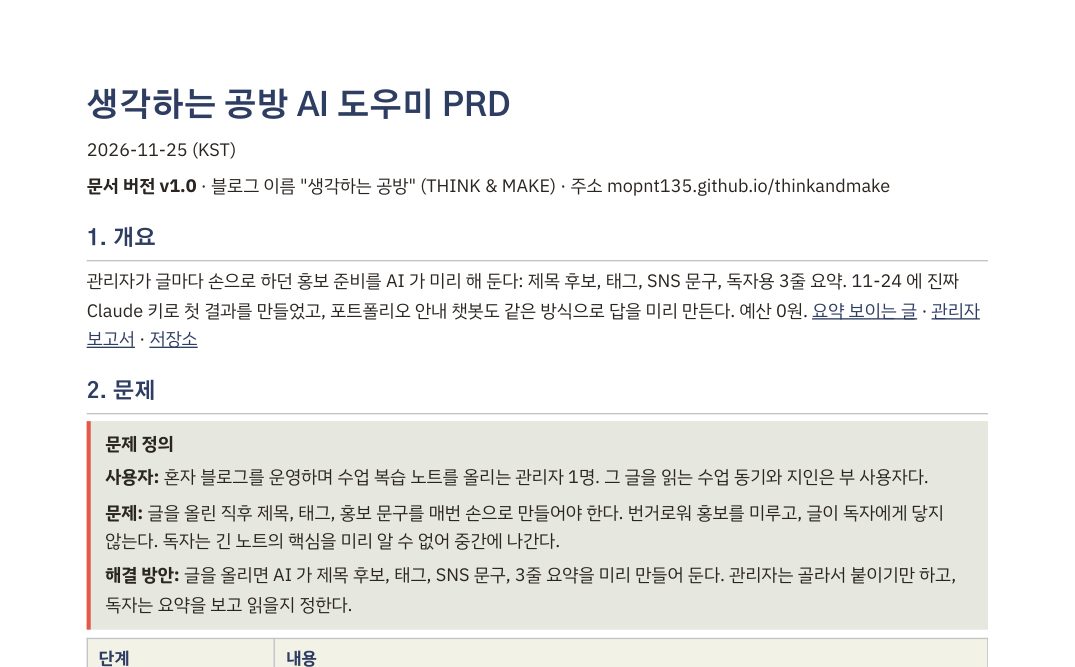 생각하는 공방 AI 도우미 PRD
2026-11-25 (KST)
문서 버전 v1.0 · 블로그 이름 "생각하는 공방" (THINK & MAKE) · 주소 mopnt135.github.io/thinkandmake
1. 개요
관리자가 글마다 손으로 하던 홍보 준비를 AI 가 미리 해 둔다: 제목 후보, 태그, SNS 문구, 독자용 3줄 요약. 11-24 에 진짜
Claude 키로 첫 결과를 만들었고, 포트폴리오 안내 챗봇도 같은 방식으로 답을 미리 만든다. 예산 0원. 요약 보이는 글 · 관리자
보고서 · 저장소
2. 문제
문제 정의
사용자: 혼자 블로그를 운영하며 수업 복습 노트를 올리는 관리자 1명. 그 글을 읽는 수업 동기와 지인은 부 사용자다.
문제: 글을 올린 직후 제목, 태그, 홍보 문구를 매번 손으로 만들어야 한다. 번거로워 홍보를 미루고, 글이 독자에게 닿지
않는다. 독자는 긴 노트의 핵심을 미리 알 수 없어 중간에 나간다.
해결 방안: 글을 올리면 AI 가 제목 후보, 태그, SNS 문구, 3줄 요약을 미리 만들어 둔다. 관리자는 골라서 붙이기만 하고,
독자는 요약을 보고 읽을지 정한다.
단계 내용